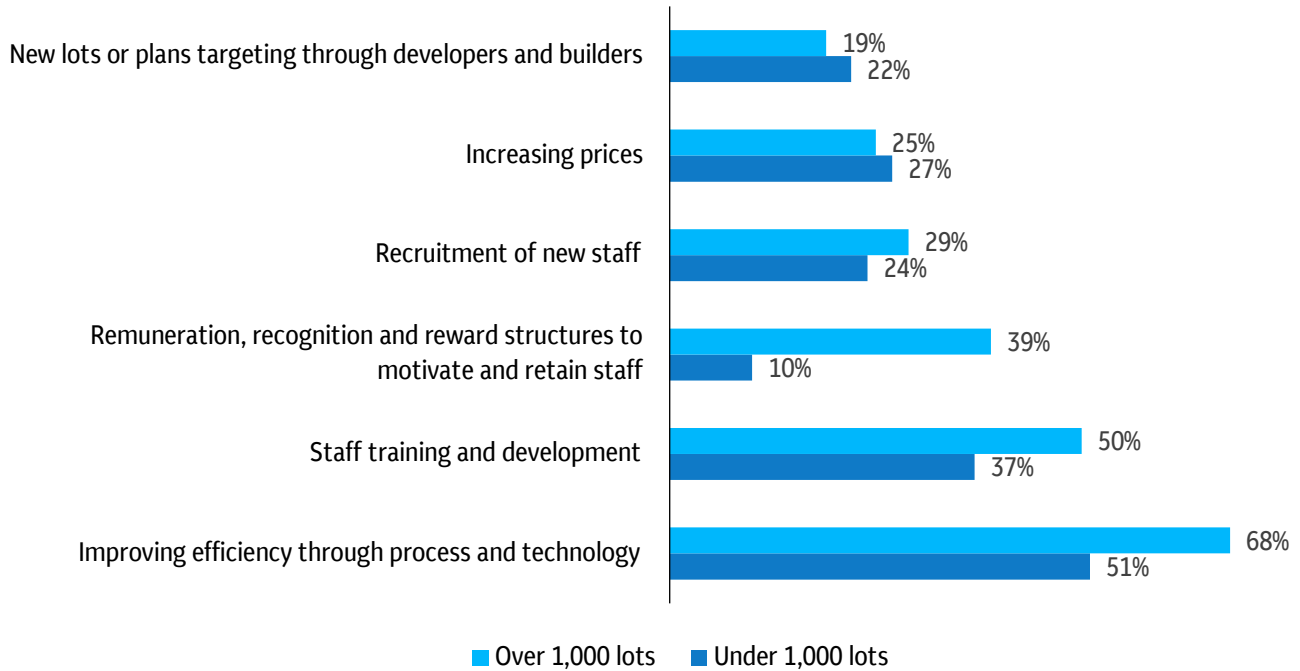 New lots or plans targeting through developers and builders
19%
22%
Increasing prices
25%
27%
Recruitment of new staff
29%
24%
Remuneration, recognition and reward structures to
motivate and retain staff
39%
10%
Staff training and development
50%
37%
Improving efficiency through process and technology
68%
51%
Over 1,000 lots
Under 1,000 lots